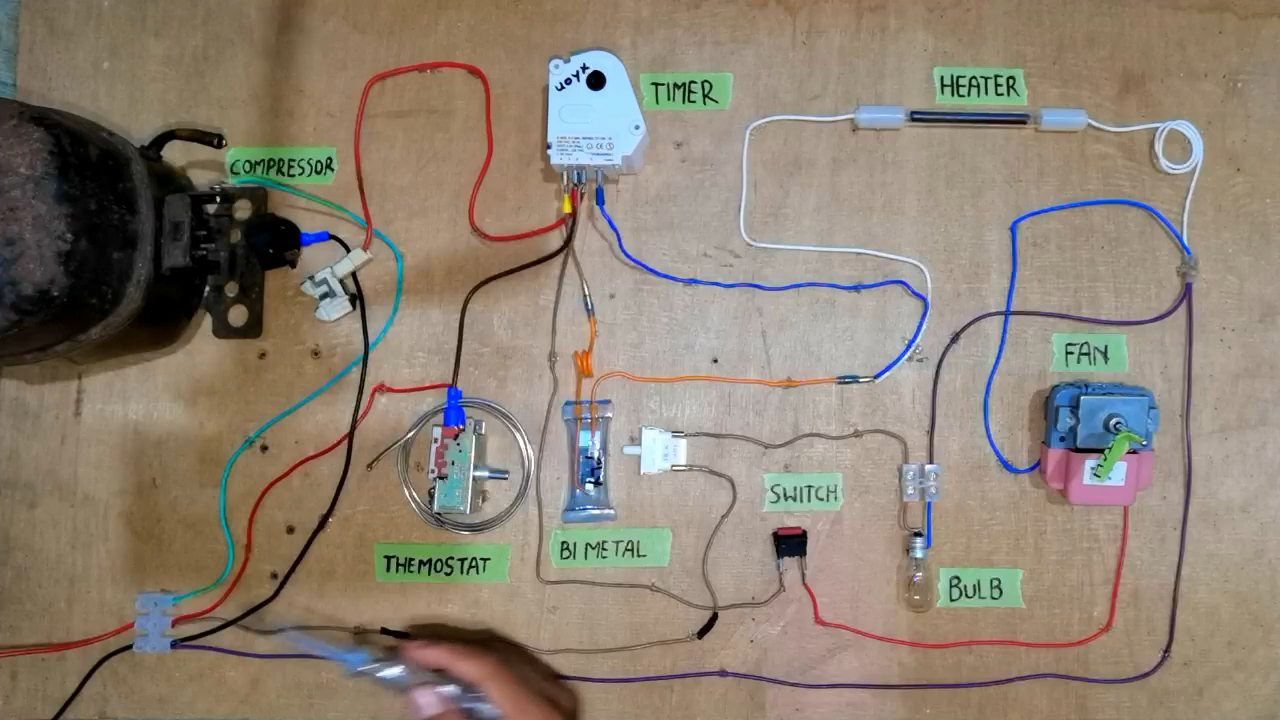 TIMER
HEATER
COMPRESSOR
FAN
SWITCH
THEMOSTAT
BI METAL
BULB